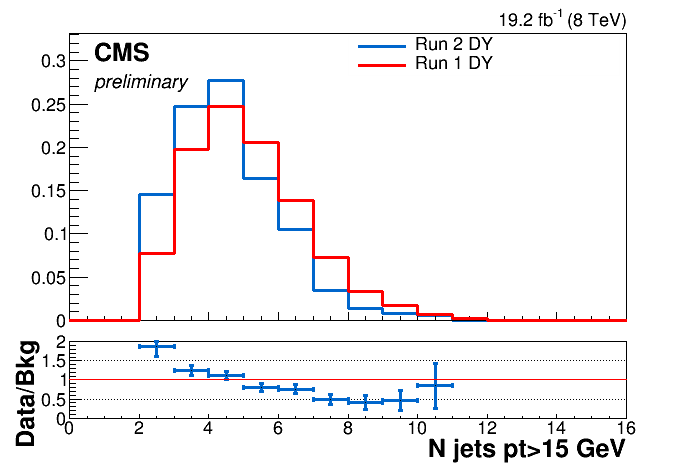 19.2 fb-1 (8 TeV)
CMS
preliminary
Run 2 DY
Run 1 DY
0.3
0.25
0.2
0.15
0.1
0.05
0
Data/Bkg
2
1.5
1
0.5
0
0 2 4 6 8 10 12 14 16
N jets pt>15 GeV